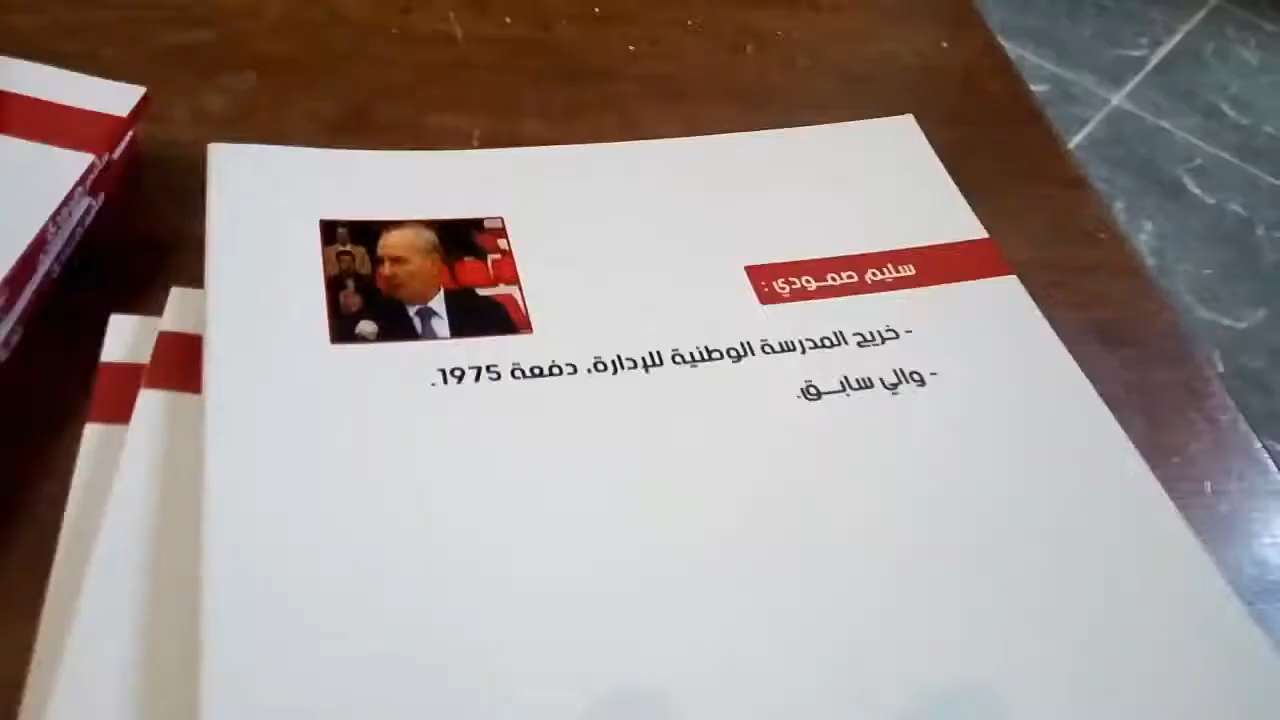 سليم صمـودي :
- خريج المدرسة الوطنية للإدارة، دفعة 1975.
- والي سابـق.